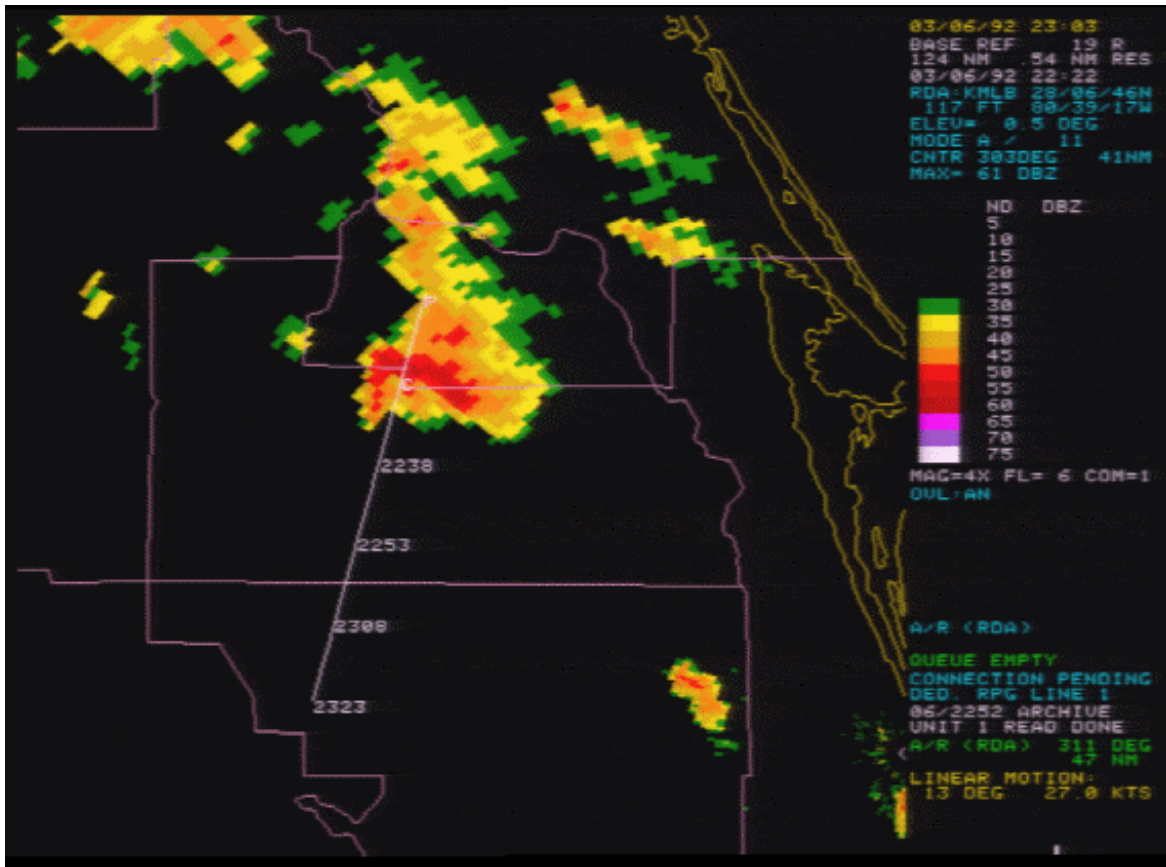 03/06/92 23:03
BASE REF 19 R
124 NM .54 NM RES
03/06/92 22:22
RDA:KMLB 28/06/46N
117 FT 80/39/17W
ELEV= 0.5 DEG
MODE A / 11
CNTR 303DEG 41NM
MAX= 61 DBZ
ND DBZ
5
10
15
20
25
30
35
40
45
50
55
60
65
70
75
MAG=4X FL= 6 COM=1
OVL:AN
P
C
2238
2253
2308
2323
A/R (RDA)
QUEUE EMPTY
CONNECTION PENDING
DED. RPG LINE 1
06/2252 ARCHIVE
UNIT 1 READ DONE
A/R (RDA) 311 DEG
47 NM
LINEAR MOTION:
13 DEG 27.0 KTS